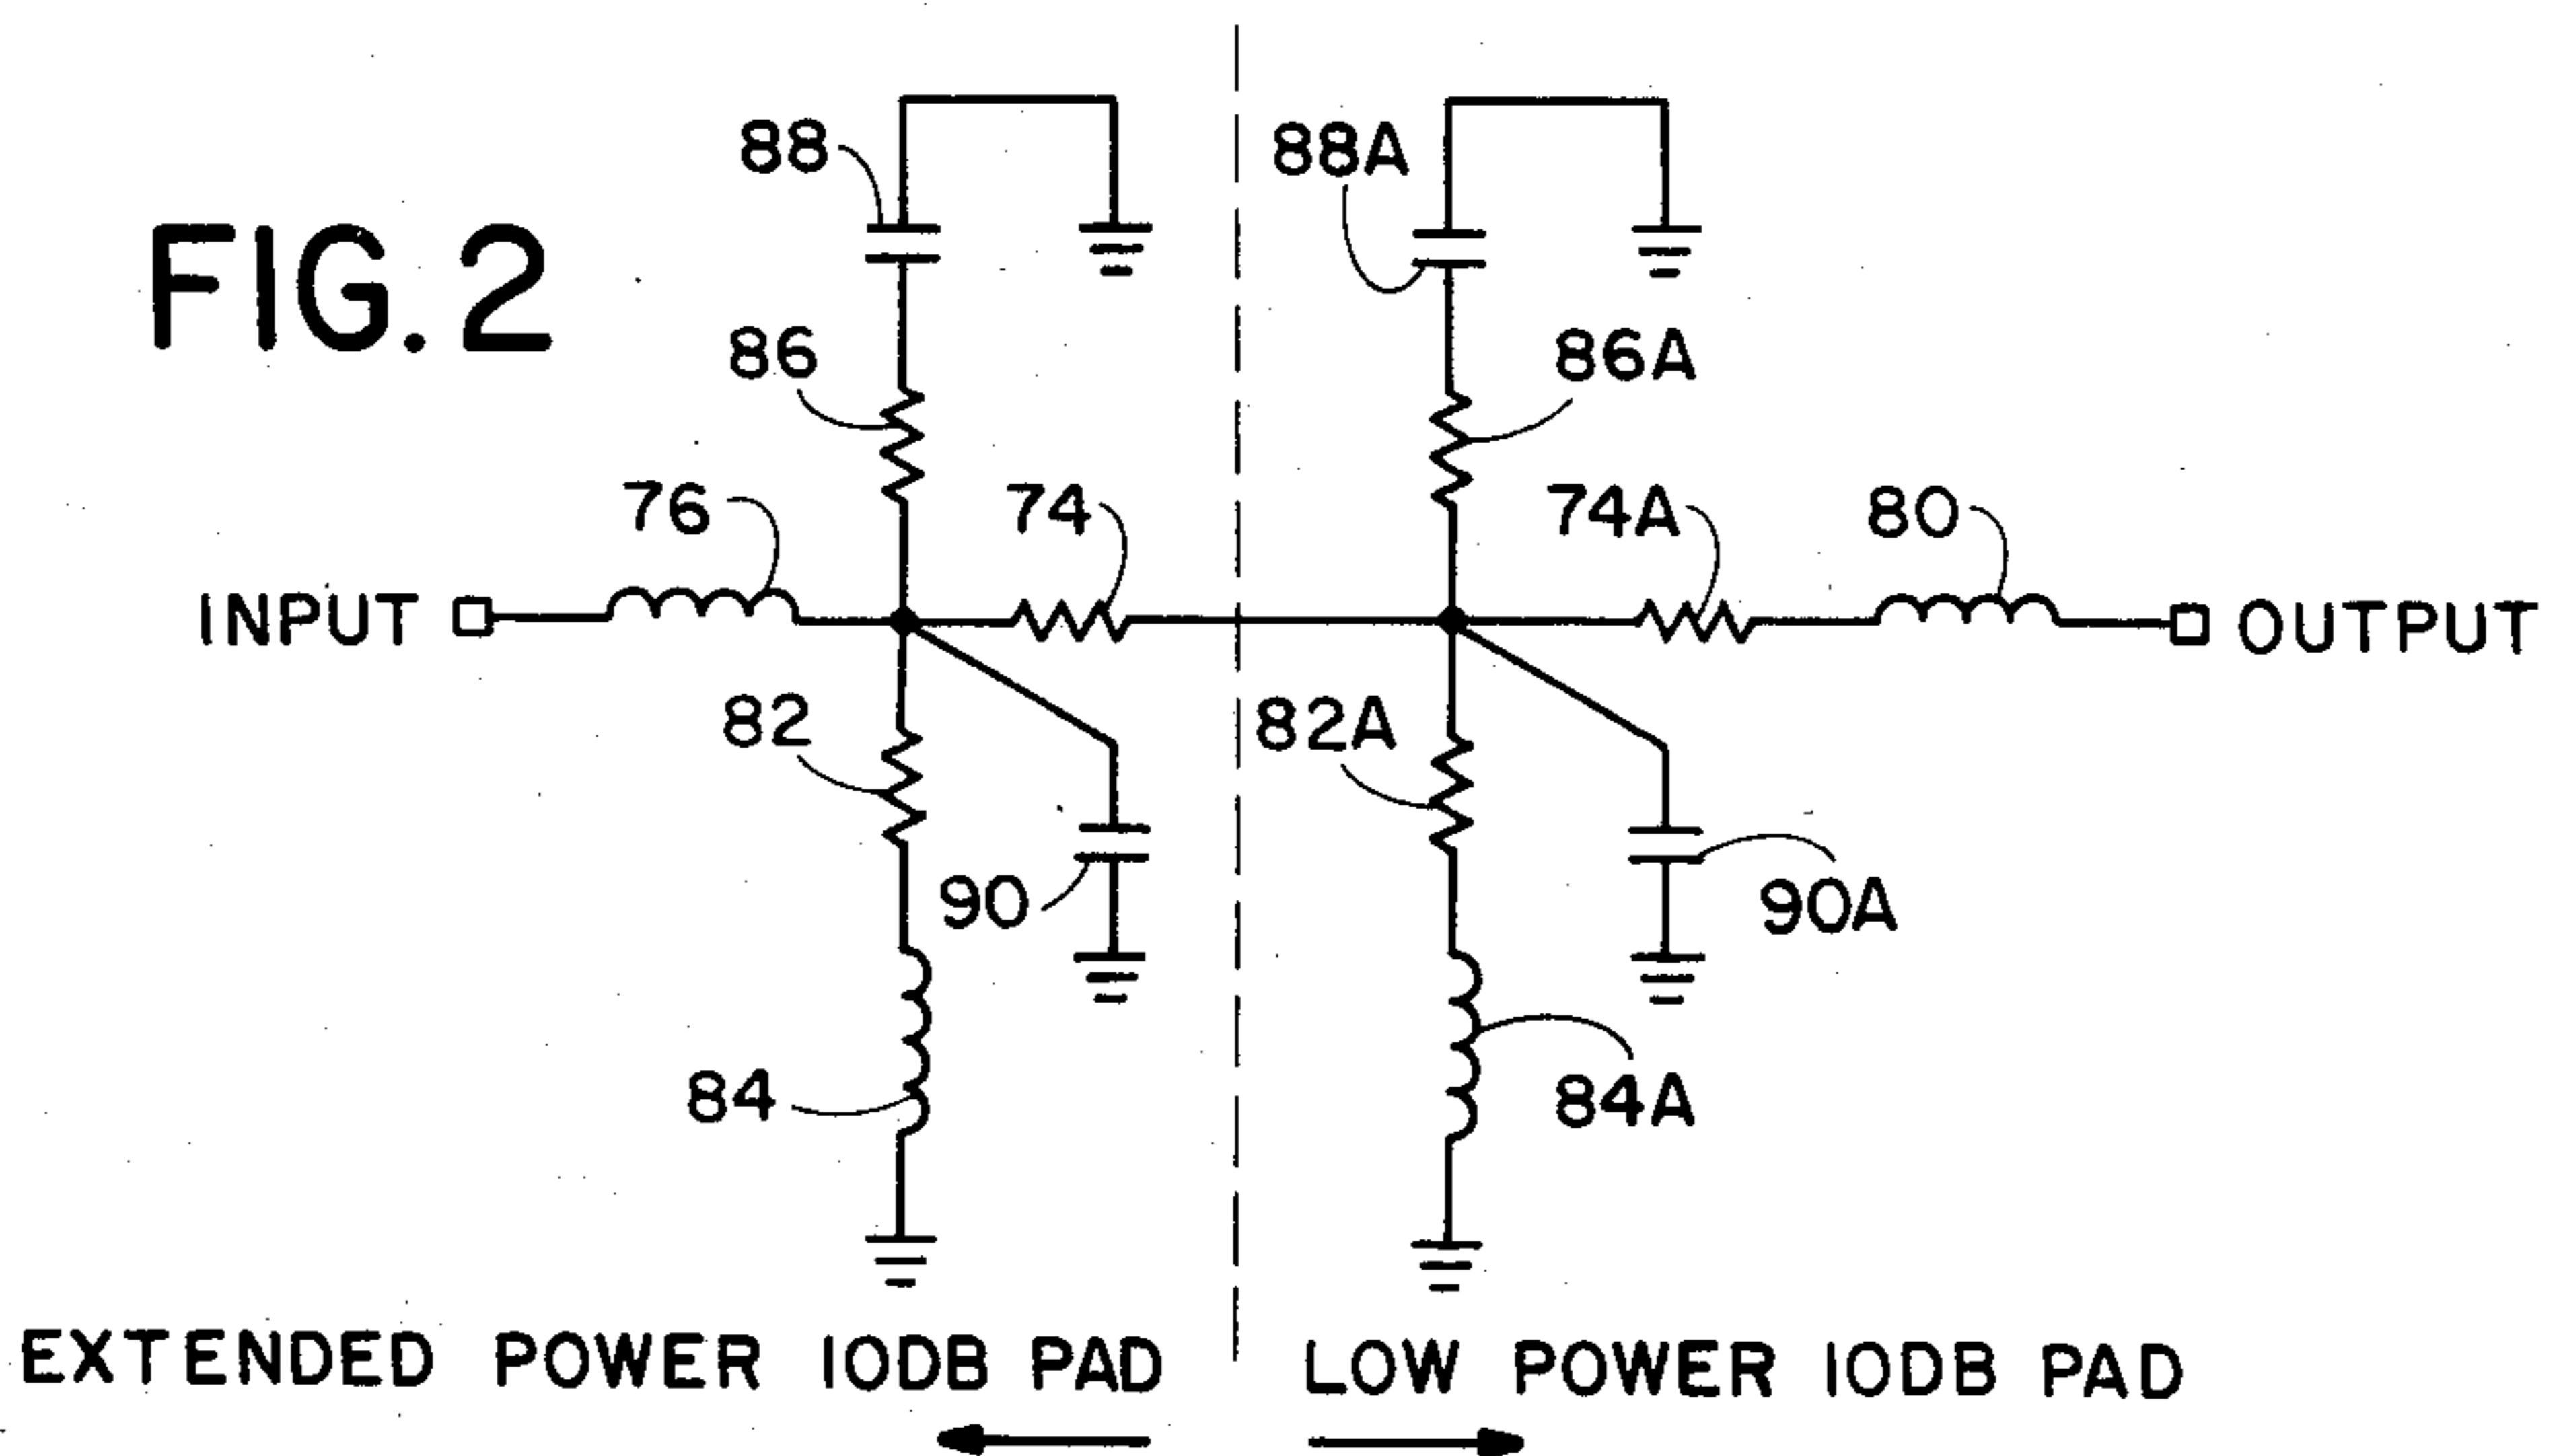 88
88A
FIG. 2
86
86A
76
74
74A
80
INPUT
OUTPUT
82
82A
90
90A
84
84A
EXTENDED POWER 10DB PAD
LOW POWER 10DB PAD